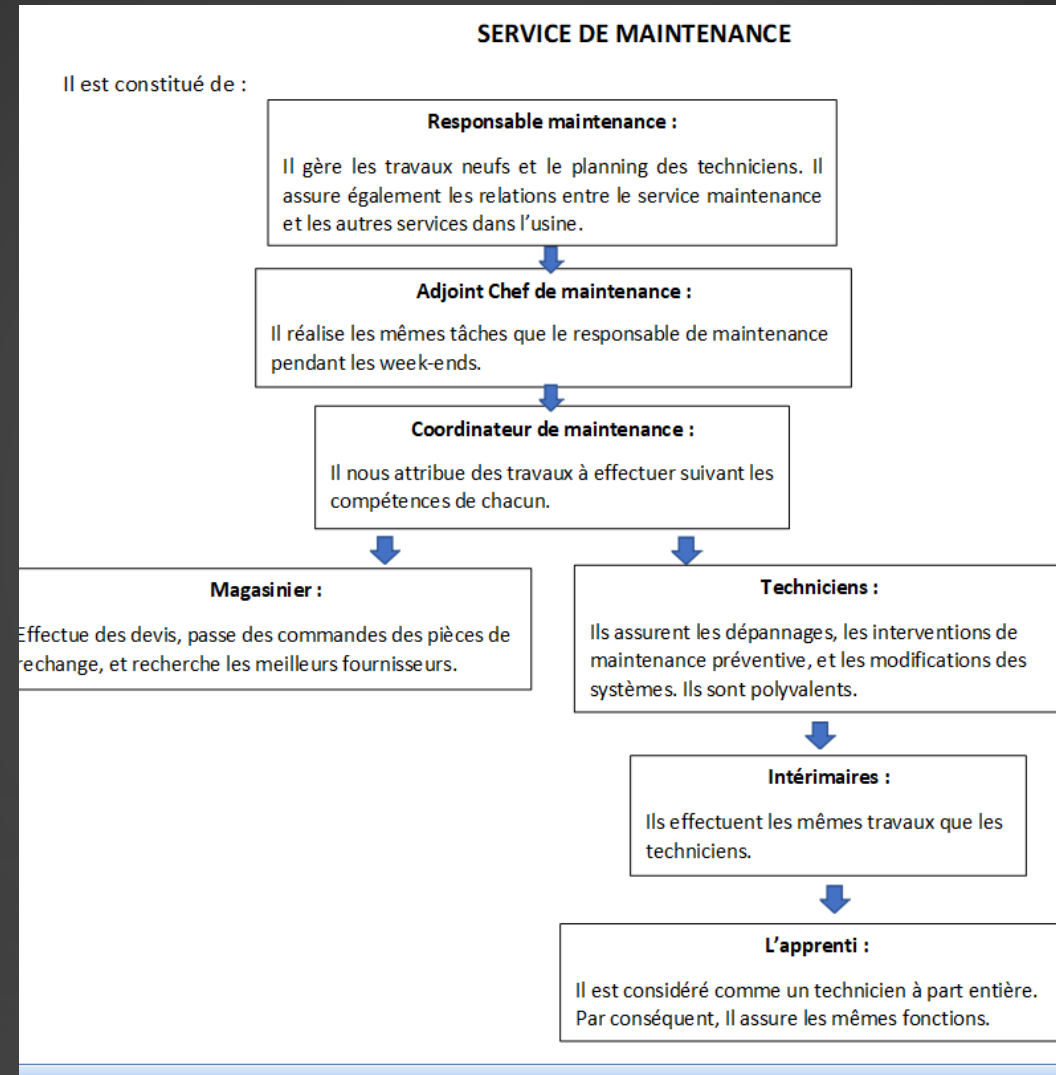 SERVICE DE MAINTENANCE
Il est constitué de :
Responsable maintenance :
Il gère les travaux neufs et le planning des techniciens. Il
assure également les relations entre le service maintenance
et les autres services dans l'usine.
Adjoint Chef de maintenance :
Il réalise les mêmes tâches que le responsable de maintenance
pendant les week-ends.
Coordinateur de maintenance :
Il nous attribue des travaux à effectuer suivant les
compétences de chacun.
Magasinier :
Effectue des devis, passe des commandes des pièces de
rechange, et recherche les meilleurs fournisseurs.
Techniciens :
Ils assurent les dépannages, les interventions de
maintenance préventive, et les modifications des
systèmes. Ils sont polyvalents.
Intérimaires :
Ils effectuent les mêmes travaux que les
techniciens.
L'apprenti :
Il est considéré comme un technicien à part entière.
Par conséquent, Il assure les mêmes fonctions.